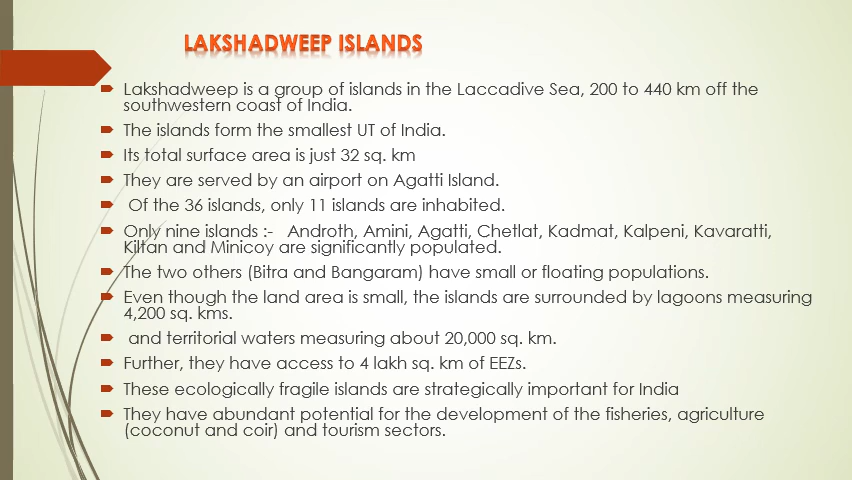 LAKSHADWEEP ISLANDS
Lakshadweep is a group of islands in the Laccadive Sea, 200 to 440 km off the
southwestern coast of India.
The islands form the smallest UT of India.
Its total surface area is just 32 sq. km
They are served by an airport on Agatti Island.
Of the 36 islands, only 11 islands are inhabited.
Only nine islands :- Androth, Amini, Agatti, Chetlat, Kadmat, Kalpeni, Kavaratti,
Kiltan and Minicoy are significantly populated.
The two others (Bitra and Bangaram) have small or floating populations.
Even though the land area is small, the islands are surrounded by lagoons measuring
4,200 sq. kms.
and territorial waters measuring about 20,000 sq. km.
Further, they have access to 4 lakh sq. km of EEZs.
These ecologically fragile islands are strategically important for India
They have abundant potential for the development of the fisheries, agriculture
(coconut and coir) and tourism sectors.